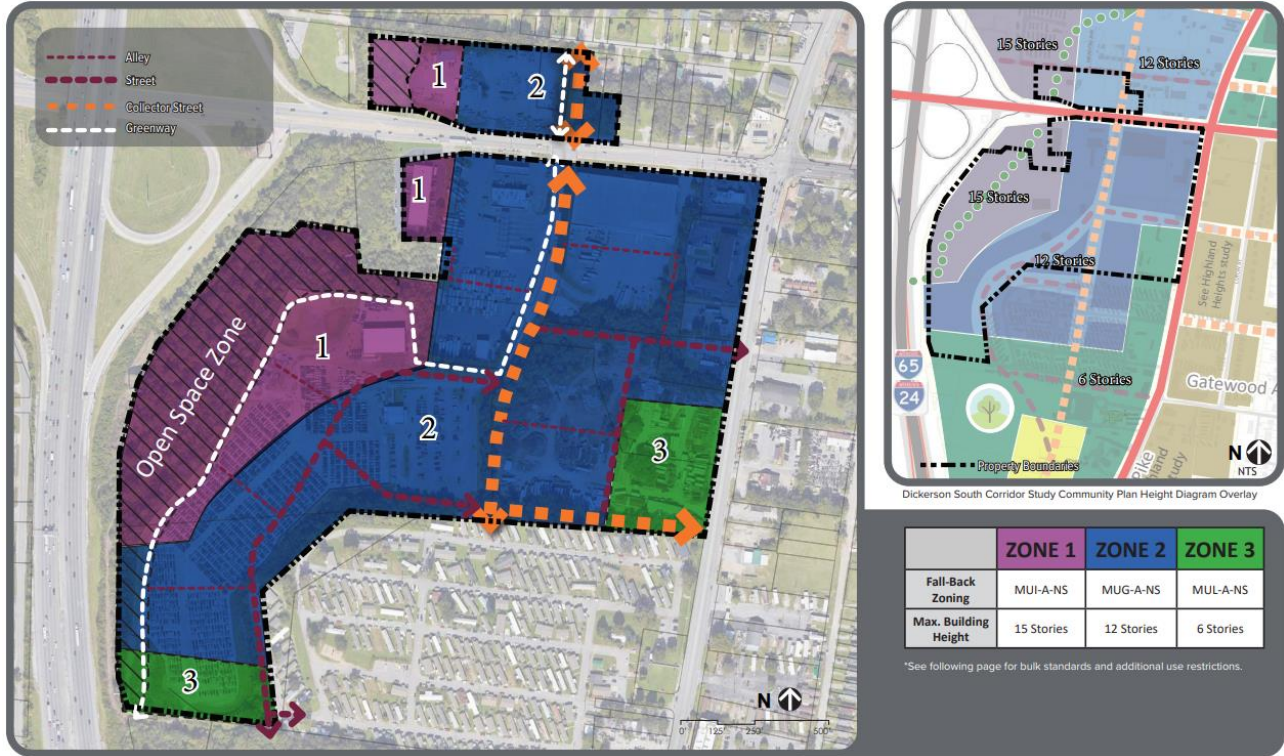 Alley
Street
Collector Street
Greenway
1
2
1
Open Space Zone
1
2
3
3
N
0' 125' 250' 500'
15 Stories
12 Stories
15 Stories
12 Stories
See Highland
Heights study
6 Stories
65
24
Gatewood A
Pike
Property Boundaries
N
NTS
Dickerson South Corridor Study Community Plan Height Diagram Overlay
ZONE 1 ZONE 2 ZONE 3
Fall-Back
Zoning
MUI-A-NS MUG-A-NS MUL-A-NS
Max. Building
Height
15 Stories 12 Stories 6 Stories
*See following page for bulk standards and additional use restrictions.